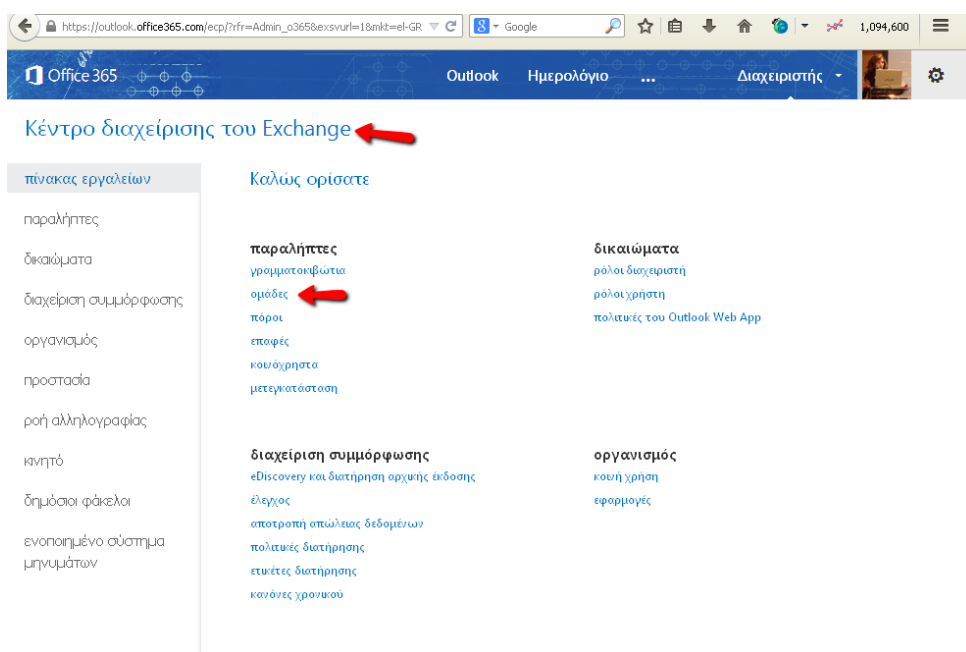 https://outlook.office365.com/ecp/?rfr=Admin_o365&exsvurl=1&mkt=el-GR
Google
1,094,600
Office 365
Outlook
Ημερολόγιο
...
Διαχειριστής
Κέντρο διαχείρισης του Exchange
πίνακας εργαλείων
παραλήπτες
δικαιώματα
διαχείριση συμμόρφωσης
οργανισμός
προστασία
ροή αλληλογραφίας
κινητό
δημόσιοι φάκελοι
ενοποιημένο σύστημα
μηνυμάτων
Καλώς ορίσατε
παραλήπτες
γραμματοκιβώτια
ομάδες
πόροι
επαφές
κοινόχρηστα
μετεγκατάσταση
δικαιώματα
ρόλοι διαχειριστή
ρόλοι χρήστη
πολιτικές του Outlook Web App
διαχείριση συμμόρφωσης
eDiscovery και διατήρηση αρχικής έκδοσης
έλεγχος
αποτροπή απώλειας δεδομένων
πολιτικές διατήρησης
ετικέτες διατήρησης
κανόνες χρονικού
οργανισμός
κοινή χρήση
εφαρμογές